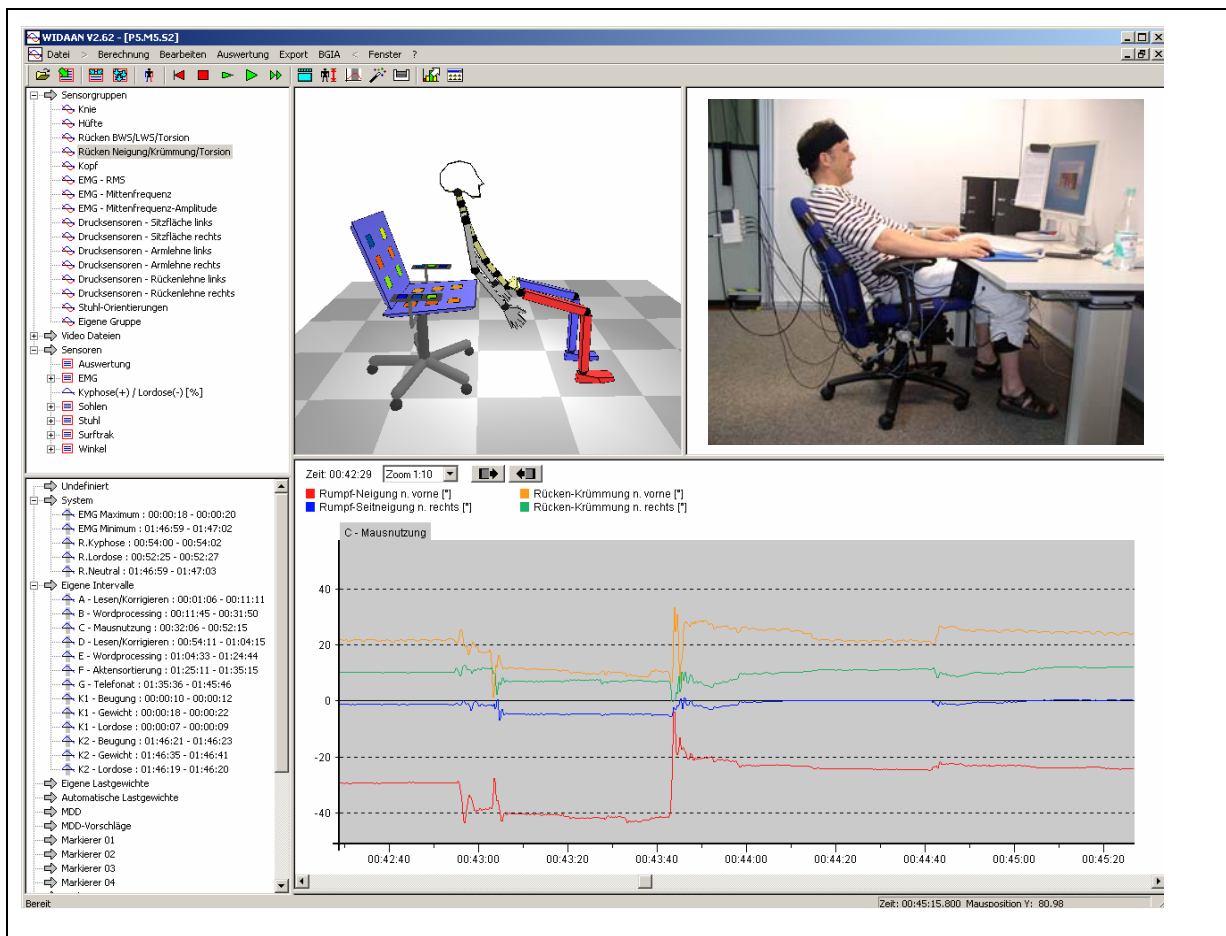 WIDAAN V2.62 - [P5.M5.S2]
Datei > Berechnung Bearbeiten Auswertung Export BGIA < Fenster ?
Sensorgruppen
Knie
Hüfte
Rücken BWS/LWS/Torsion
Rücken Neigung/Krümmung/Torsion
Kopf
EMG - RMS
EMG - Mittenfrequenz
EMG - Mittenfrequenz-Amplitude
Drucksensoren - Sitzfläche links
Drucksensoren - Sitzfläche rechts
Drucksensoren - Armlehne links
Drucksensoren - Armlehne rechts
Drucksensoren - Rückenlehne links
Drucksensoren - Rückenlehne rechts
Stuhl-Orientierungen
Eigene Gruppe
Video Dateien
Sensoren
Auswertung
EMG
Kyphose(+) / Lordose(-) [%]
Sohlen
Stuhl
Surftrak
Winkel
Undefiniert
System
EMG Maximum : 00:00:18 - 00:00:20
EMG Minimum : 01:46:59 - 01:47:02
R.Kyphose : 00:54:00 - 00:54:02
R.Lordose : 00:52:25 - 00:52:27
R.Neutral : 01:46:59 - 01:47:03
Eigene Intervalle
A - Lesen/Korrigieren : 00:01:06 - 00:11:11
B - Wordprocessing : 00:11:45 - 00:31:50
C - Mausnutzung : 00:32:06 - 00:52:15
D - Lesen/Korrigieren : 00:54:11 - 01:04:15
E - Wordprocessing : 01:04:33 - 01:24:44
F - Aktensortierung : 01:25:11 - 01:35:15
G - Telefonat : 01:35:36 - 01:45:46
K1 - Beugung : 00:00:10 - 00:00:12
K1 - Gewicht : 00:00:18 - 00:00:22
K1 - Lordose : 00:00:07 - 00:00:09
K2 - Beugung : 01:46:21 - 01:46:23
K2 - Gewicht : 01:46:35 - 01:46:41
K2 - Lordose : 01:46:19 - 01:46:20
Eigene Lastgewichte
Automatische Lastgewichte
MDD
MDD-Vorschläge
Markierer 01
Markierer 02
Markierer 03
Markierer 04
Zeit: 00:42:29 Zoom 1:10
Rumpf-Neigung n. vorne [°] Rücken-Krümmung n. vorne [°]
Rumpf-Seitneigung n. rechts [°] Rücken-Krümmung n. rechts [°]
C - Mausnutzung
40
20
0
-20
-40
00:42:40 00:43:00 00:43:20 00:43:40 00:44:00 00:44:20 00:44:40 00:45:00 00:45:20
Bereit Zeit: 00:45:15.800 Mausposition Y: 80.98